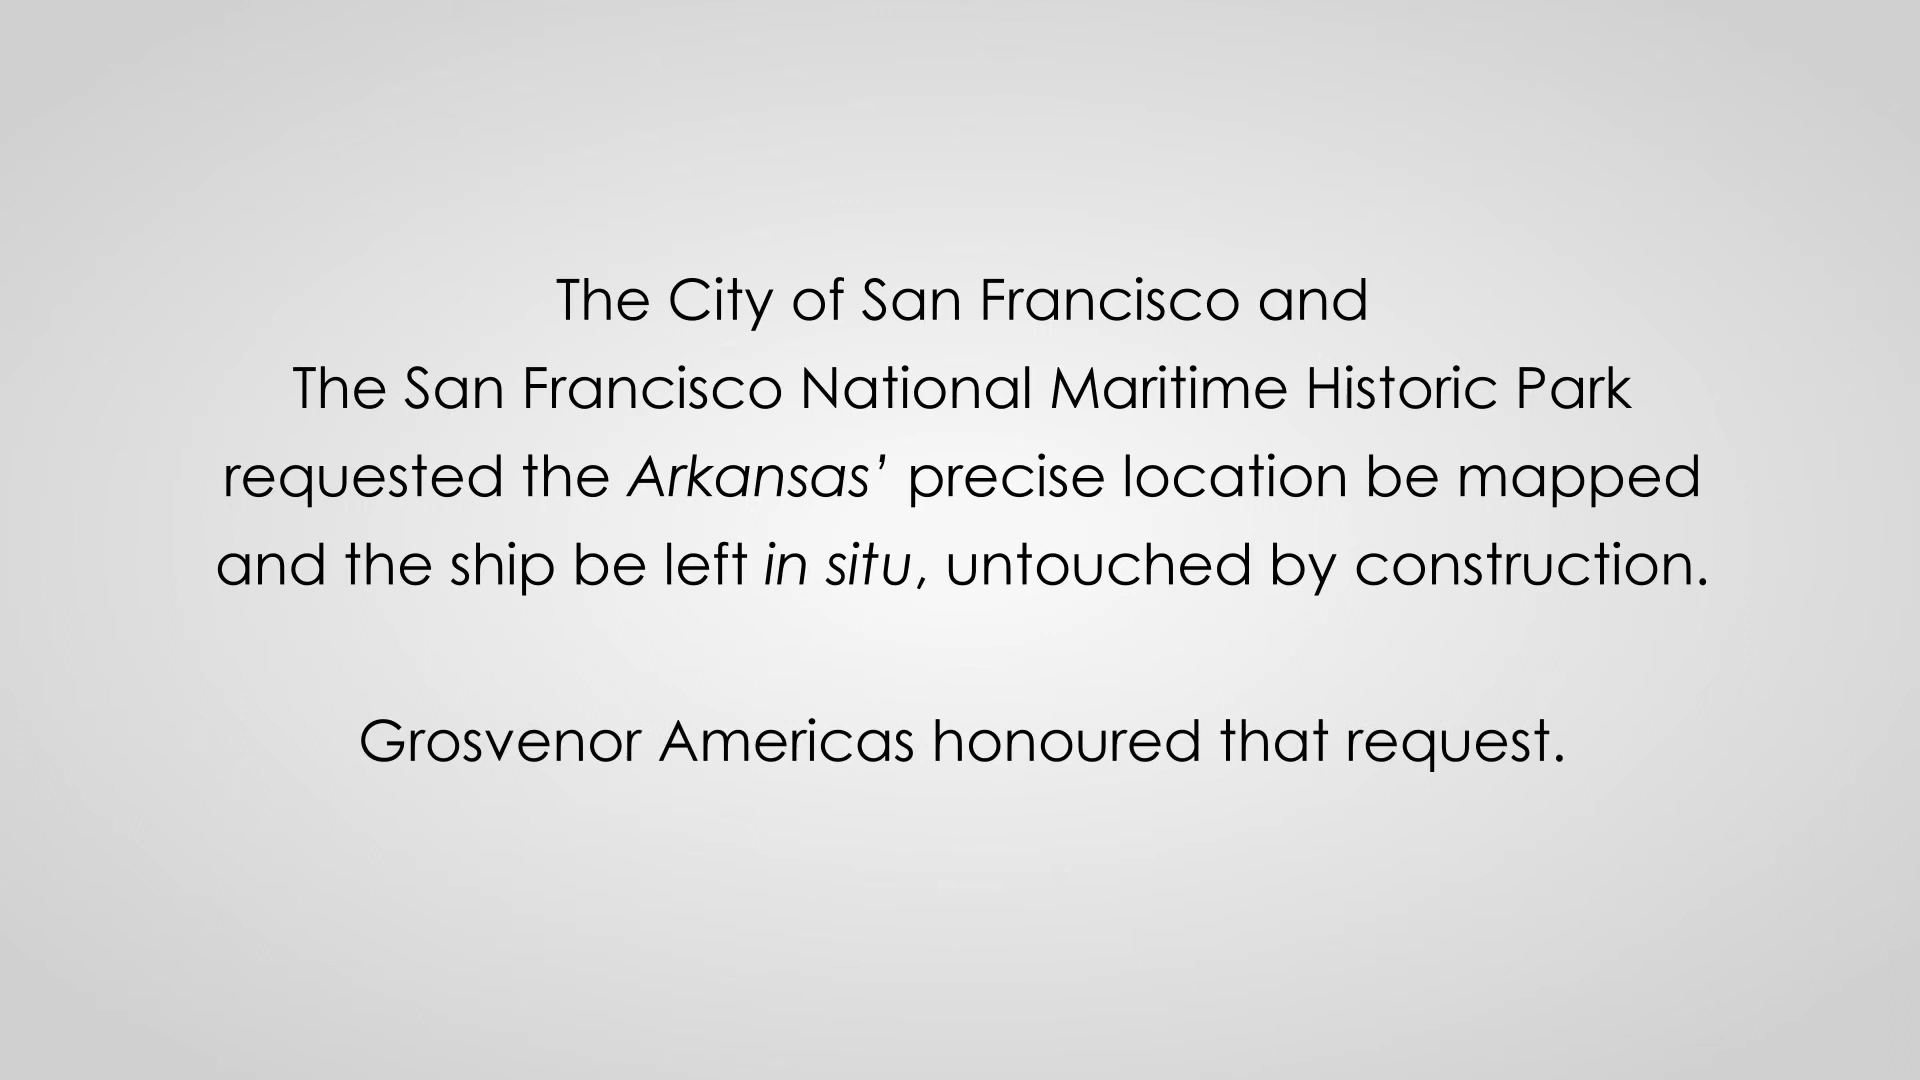 The City of San Francisco and
The San Francisco National Maritime Historic Park
requested the Arkansas’ precise location be mapped
and the ship be left in situ, untouched by construction.
Grosvenor Americas honoured that request.